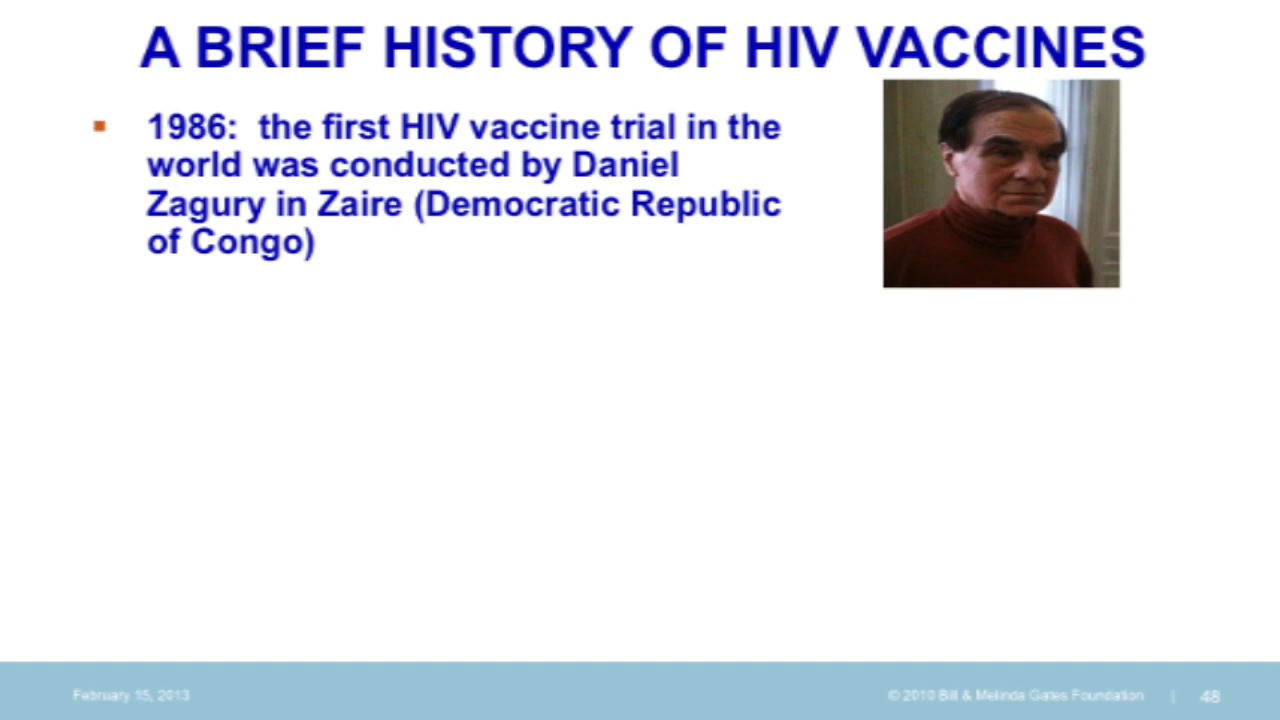 A BRIEF HISTORY OF HIV VACCINES
1986:  the first HIV vaccine trial in the
world was conducted by Daniel
Zagury in Zaire (Democratic Republic
of Congo)
February 15, 2013
© 2010 Bill & Melinda Gates Foundation | 48